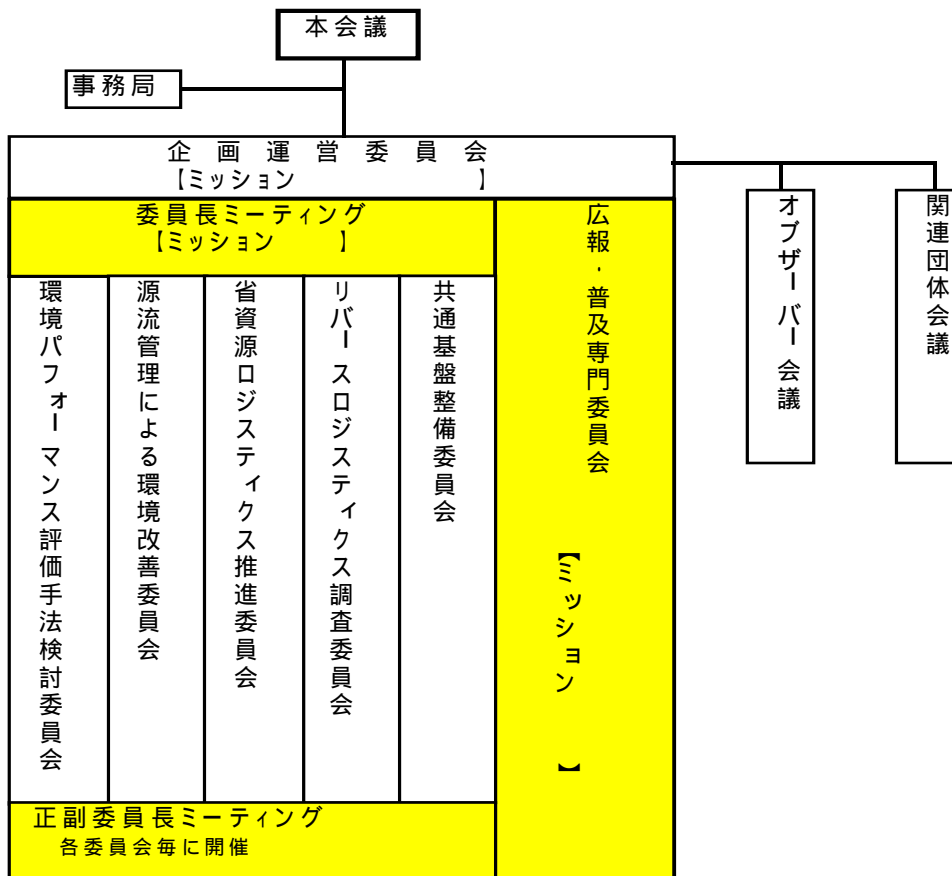 本会議
事務局
企画運営委員会
【ミッション　　　　　】
委員長ミーティング
【ミッション　　】
環境パフォーマンス評価手法検討委員会
源流管理による環境改善委員会
省資源ロジスティクス推進委員会
リバースロジスティクス調査委員会
共通基盤整備委員会
広報・普及専門委員会　【ミッション　　】
オブザーバー会議
関連団体会議
正副委員長ミーティング
各委員会毎に開催